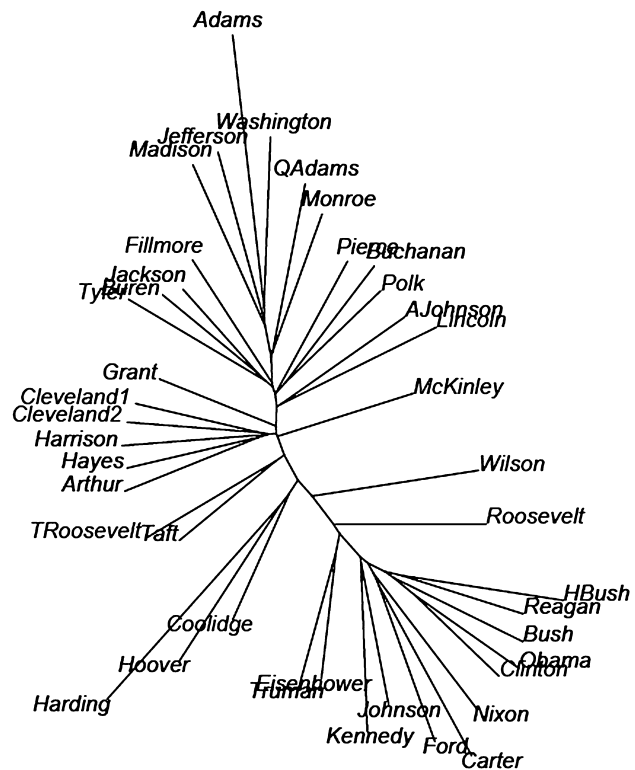 Adams
Washington
Jefferson
Madison
QAdams
Monroe
Fillmore
Pierce
Buchanan
Jackson
Buren
Tyler
Polk
AJohnson
Lincoln
Grant
McKinley
Cleveland1
Cleveland2
Harrison
Hayes
Arthur
Wilson
Roosevelt
TRoosevelt
Taft
HBush
Reagan
Coolidge
Bush
Obama
Clinton
Hoover
Eisenhower
Truman
Harding
Johnson
Nixon
Kennedy
Ford
Carter